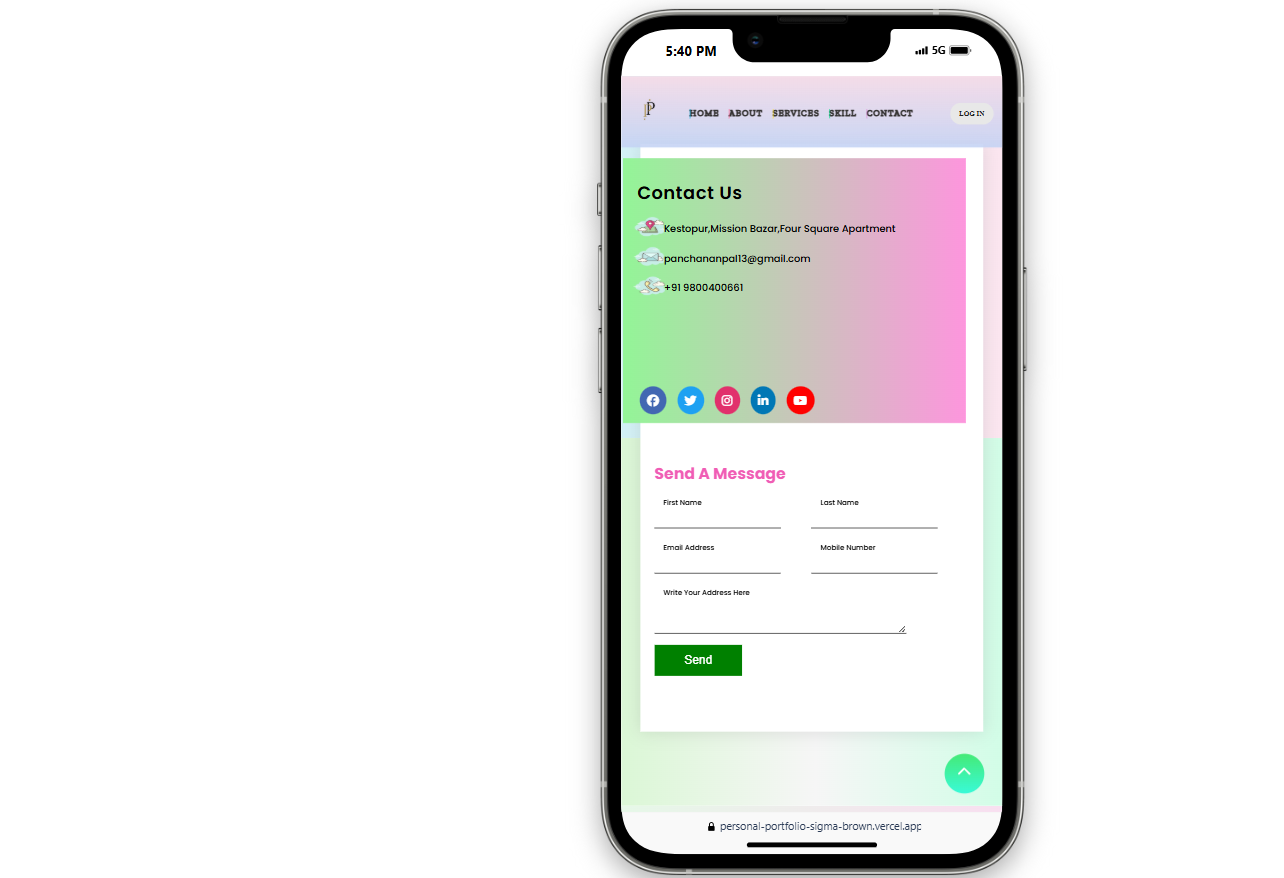 5:40 PM 5G
P HOME ABOUT SERVICES SKILL CONTACT LOG IN
Contact Us
Kestopur,Mission Bazar,Four Square Apartment
panchananpal13@gmail.com
+91 9800400661
Send A Message
First Name Last Name
Email Address Mobile Number
Write Your Address Here
Send
personal-portfolio-sigma-brown.vercel.app